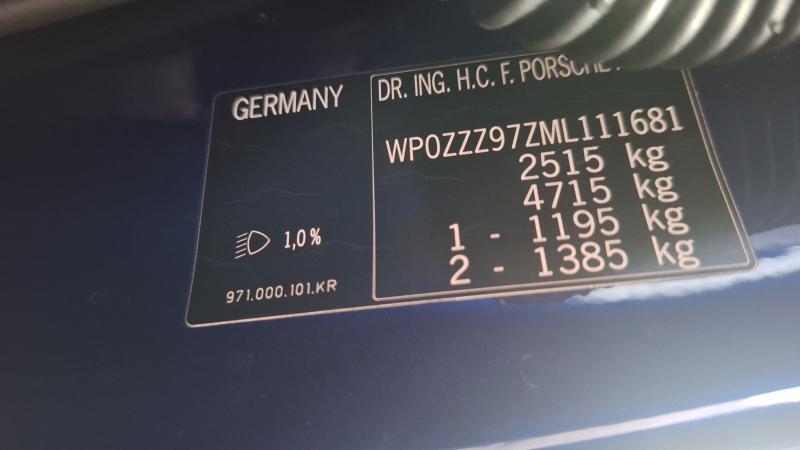 GERMANY
1,0%
971.000.101.KR
DR. ING. H.C. F. PORSCHE
WP0ZZZ97ZML111681
2515 kg
4715 kg
1 - 1195 kg
2 - 1385 kg